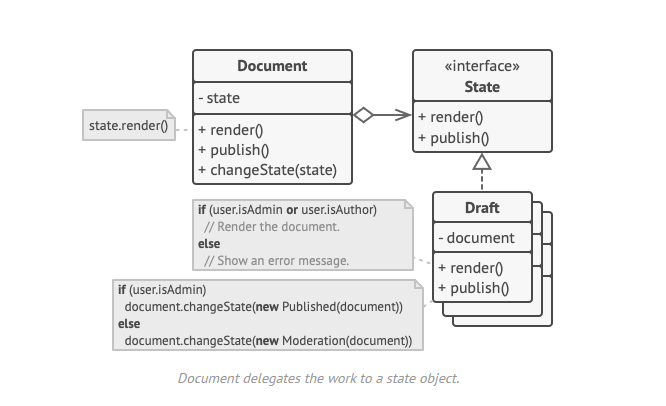 Document
- state
+ render()
+ publish()
+ changeState(state)
«interface»
State
+ render()
+ publish()
state.render()
Draft
- document
+ render()
+ publish()
if (user.isAdmin or user.isAuthor)
// Render the document.
else
// Show an error message.
if (user.isAdmin)
document.changeState(new Published(document))
else
document.changeState(new Moderation(document))
Document delegates the work to a state object.